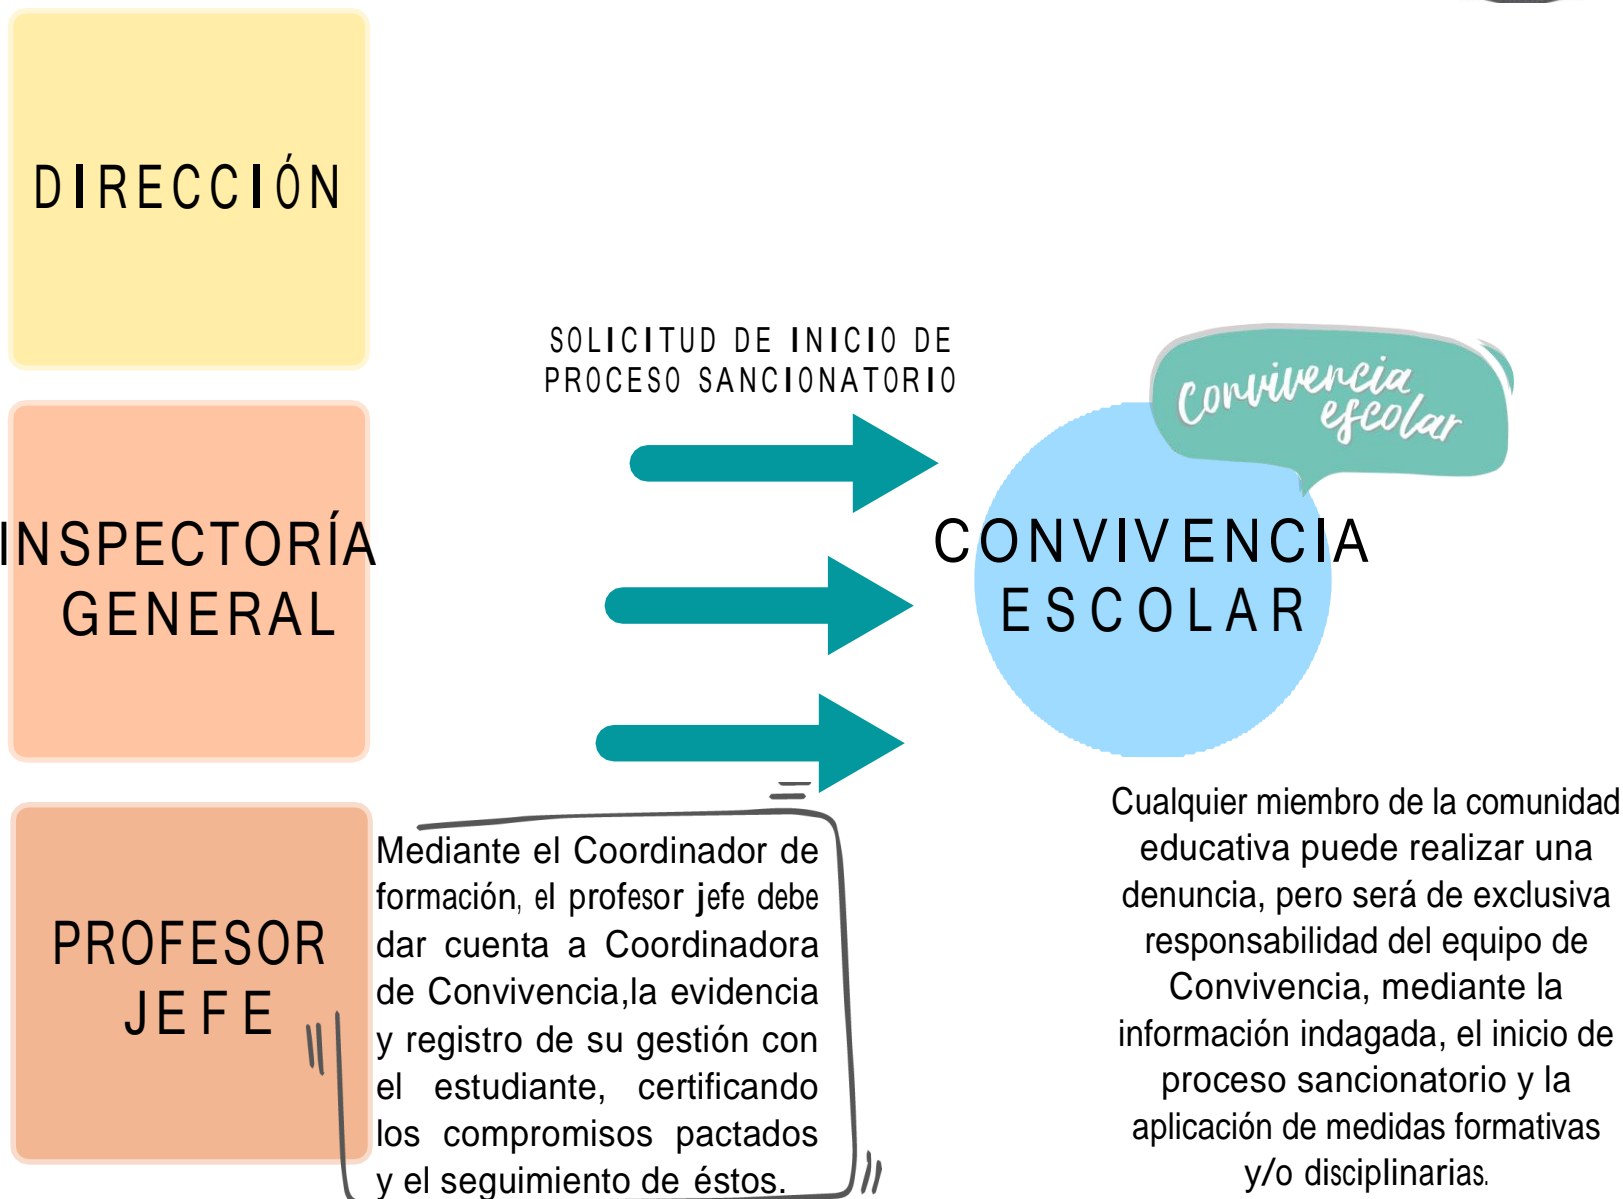 DIRECCIÓN
SOLICITUD DE INICIO DE
PROCESO SANCIONATORIO
Convivencia
escolar
INSPECTORÍA
GENERAL
CONVIVENCIA
ESCOLAR
PROFESOR
JEFE
Mediante el Coordinador de
formación, el profesor jefe debe
dar cuenta a Coordinadora
de Convivencia,la evidencia
y registro de su gestión con
el estudiante, certificando
los compromisos pactados
y el seguimiento de éstos.
Cualquier miembro de la comunidad
educativa puede realizar una
denuncia, pero será de exclusiva
responsabilidad del equipo de
Convivencia, mediante la
información indagada, el inicio de
proceso sancionatorio y la
aplicación de medidas formativas
y/o disciplinarias.